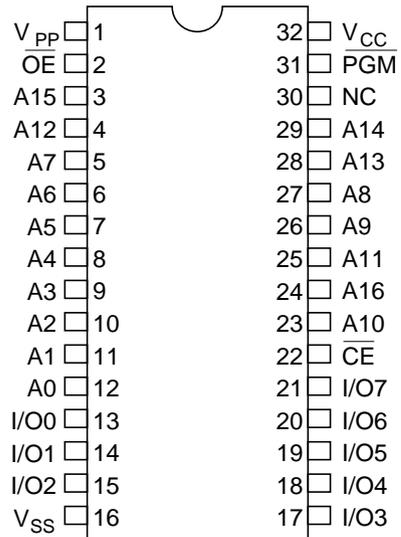 VPP 1 32 VCC
OE 2 31 PGM
A15 3 30 NC
A12 4 29 A14
A7 5 28 A13
A6 6 27 A8
A5 7 26 A9
A4 8 25 A11
A3 9 24 A16
A2 10 23 A10
A1 11 22 CE
A0 12 21 I/O7
I/O0 13 20 I/O6
I/O1 14 19 I/O5
I/O2 15 18 I/O4
VSS 16 17 I/O3